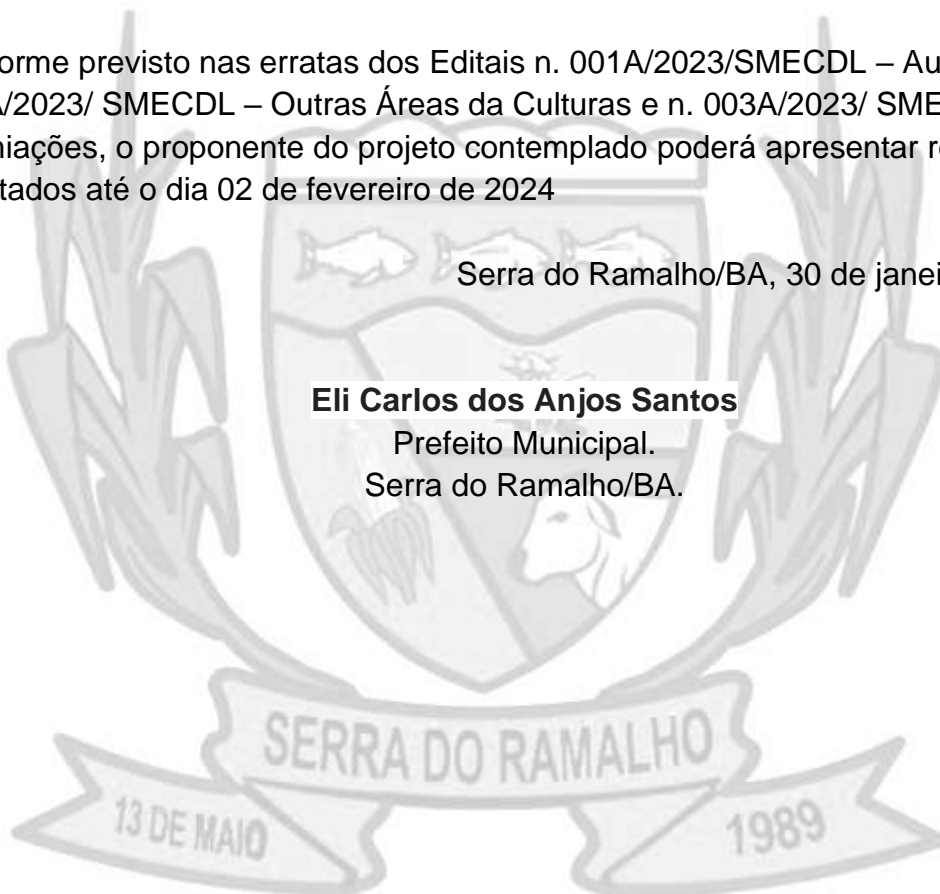 orme previsto nas erratas dos Editais n. 001A/2023/SMECDL – Au
/2023/ SMECDL – Outras Áreas da Culturas e n. 003A/2023/ SME
iações, o proponente do projeto contemplado poderá apresentar re
tados até o dia 02 de fevereiro de 2024
Serra do Ramalho/BA, 30 de janei
Eli Carlos dos Anjos Santos
Prefeito Municipal.
Serra do Ramalho/BA.
SERRA DO RAMALHO
13 DE MAIO
1989